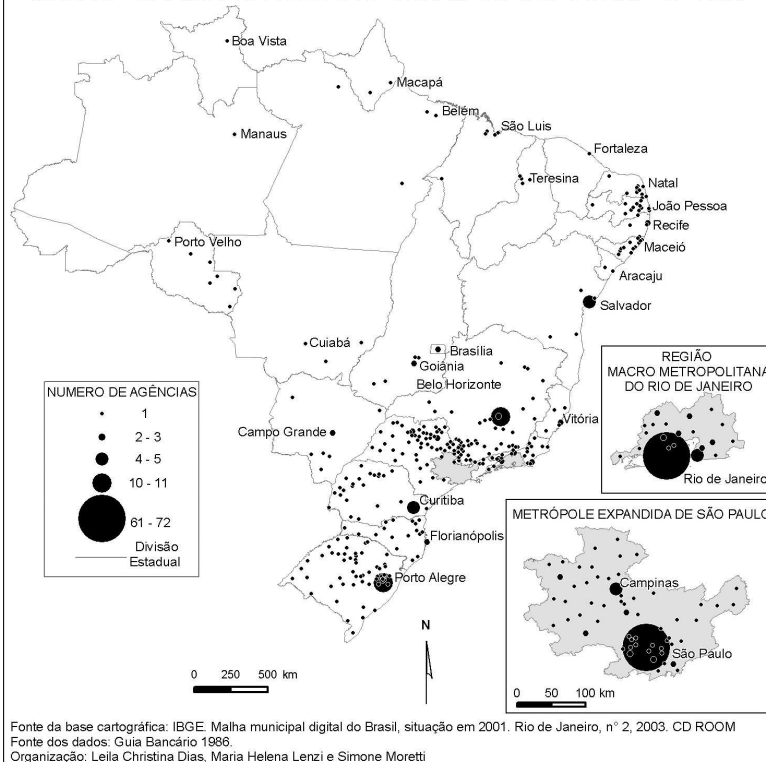 Boa Vista
Macapá
Belém
São Luis
Manaus
Fortaleza
Teresina
Natal
João Pessoa
Recife
Maceió
Porto Velho
Aracaju
Salvador
Cuiabá
Brasília
Goiânia
Belo Horizonte
Vitória
Campo Grande
Curitiba
Florianópolis
Porto Alegre
NUMERO DE AGÊNCIAS
1
2 - 3
4 - 5
10 - 11
61 - 72
Divisão
Estadual
REGIÃO
MACRO METROPOLITANA
DO RIO DE JANEIRO
Rio de Janeiro
METRÓPOLE EXPANDIDA DE SÃO PAULO
Campinas
São Paulo
0 50 100 km
N
0 250 500 km
Fonte da base cartográfica: IBGE. Malha municipal digital do Brasil, situação em 2001. Rio de Janeiro, n° 2, 2003. CD ROOM
Fonte dos dados: Guia Bancário 1986.
Organização: Leila Christina Dias, Maria Helena Lenzi e Simone Moretti